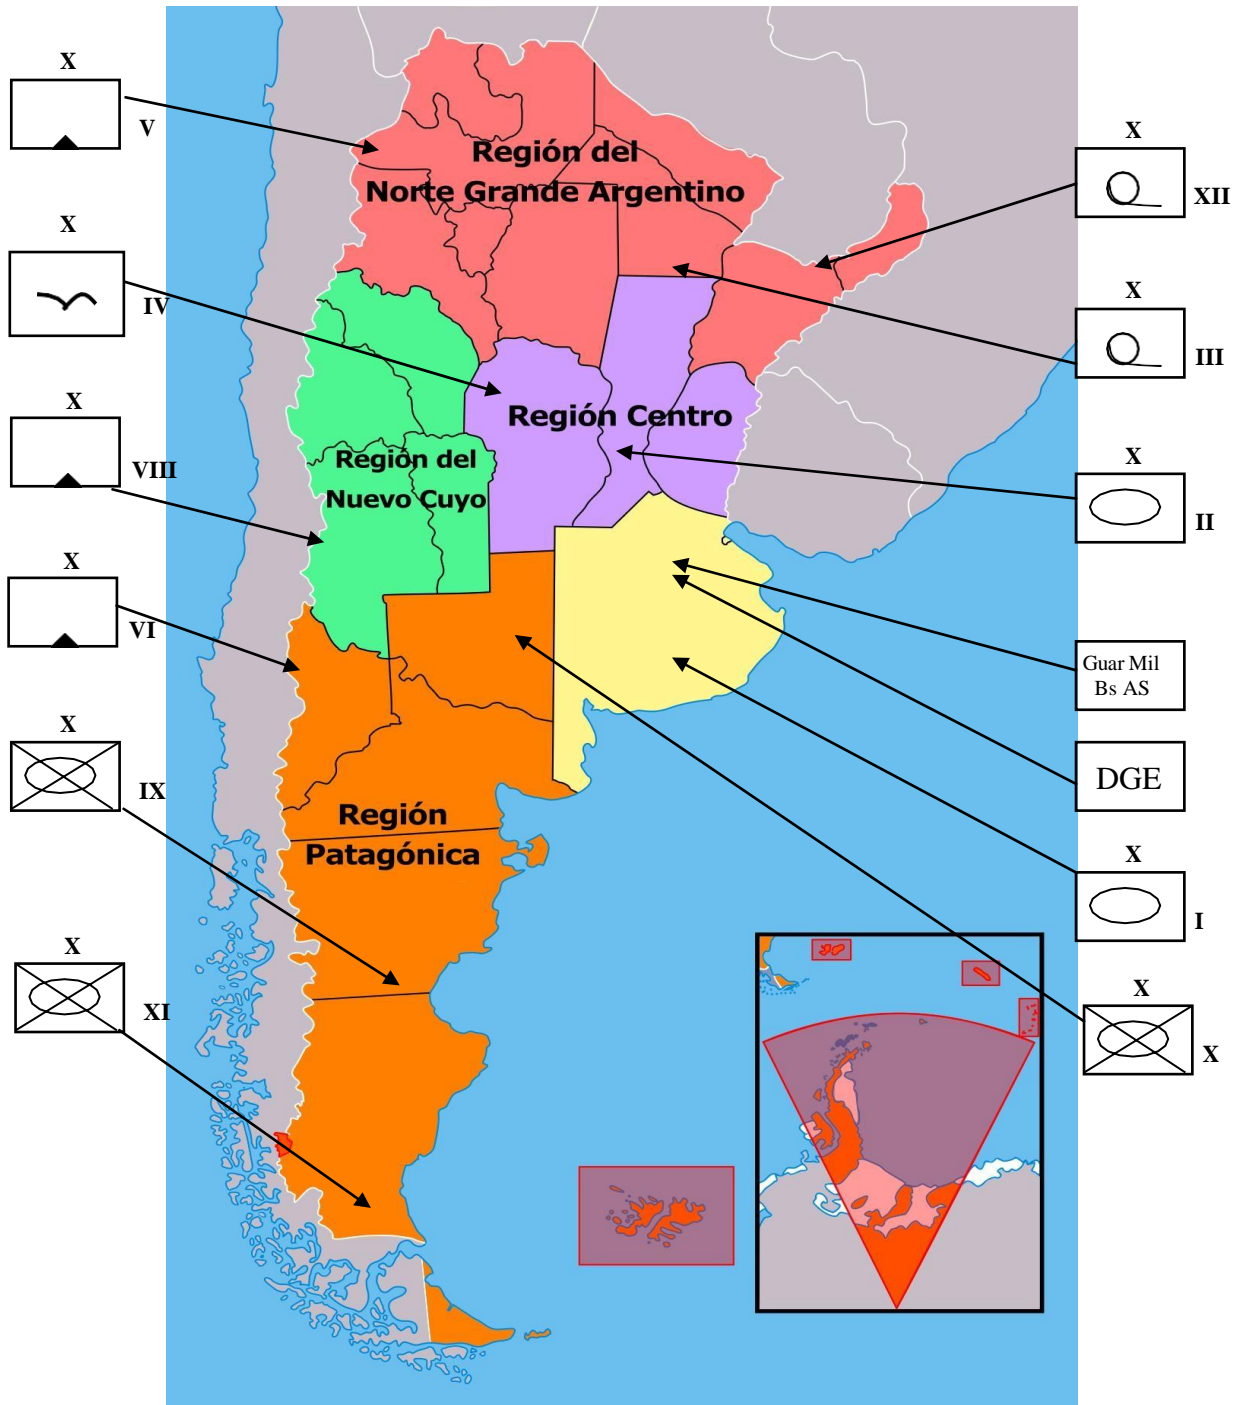 X
V
X
IV
X
VIII
X
VI
X
IX
X
XI
Región del
Norte Grande Argentino
Región Centro
Región del
Nuevo Cuyo
Región
Patagónica
X
XII
X
III
X
II
Guar Mil
Bs AS
DGE
X
I
X
X